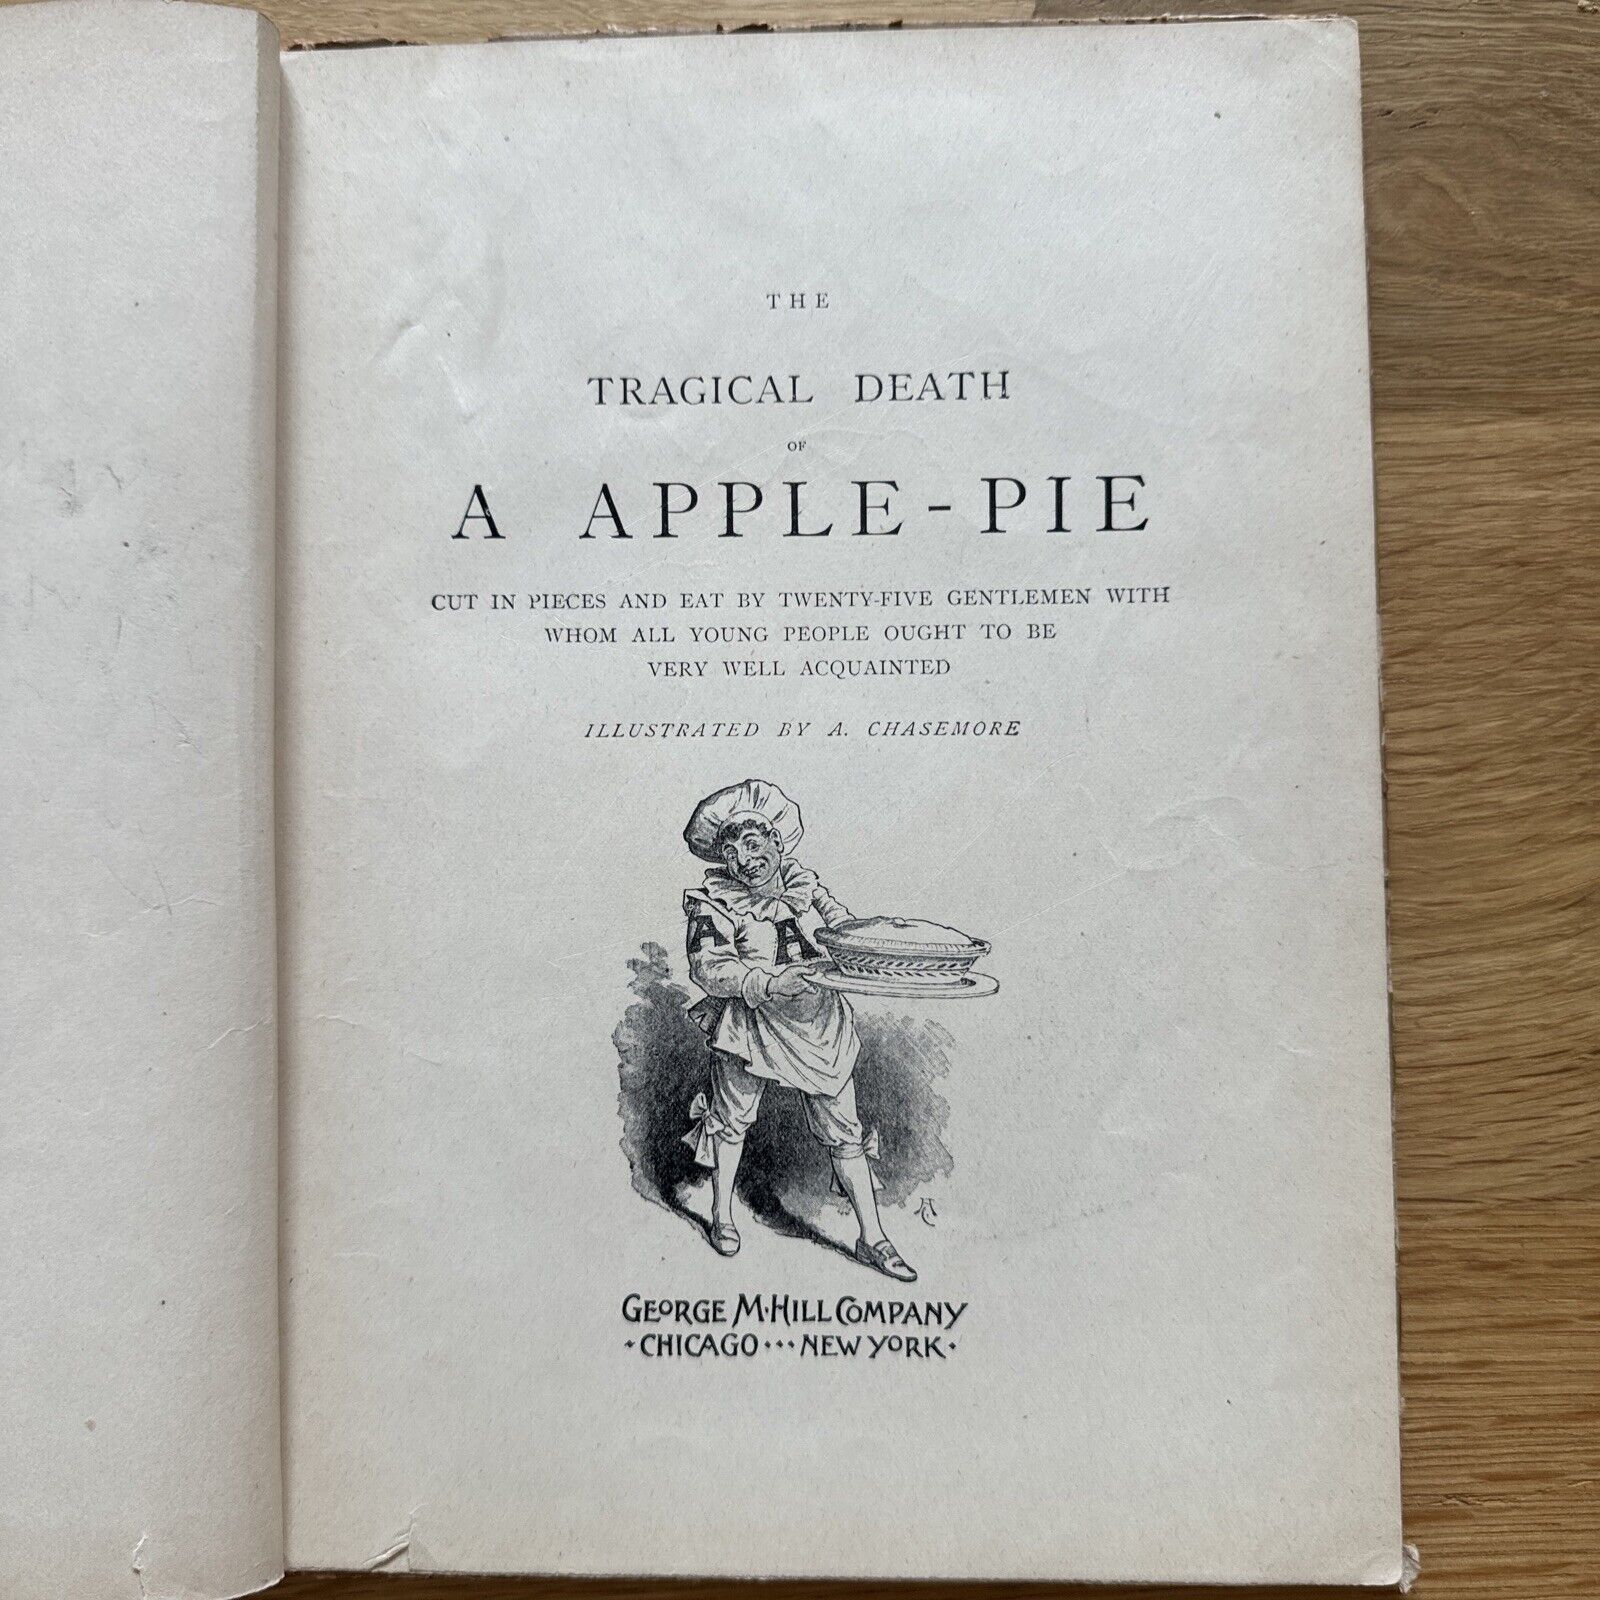 THE
TRAGICAL DEATH
OF
A APPLE-PIE
CUT IN PIECES AND EAT BY TWENTY-FIVE GENTLEMEN WITH
WHOM ALL YOUNG PEOPLE OUGHT TO BE
VERY WELL ACQUAINTED
ILLUSTRATED BY A. CHASEMORE
A A
AC
GEORGE M. HILL COMPANY
· CHICAGO ··· NEW YORK ·